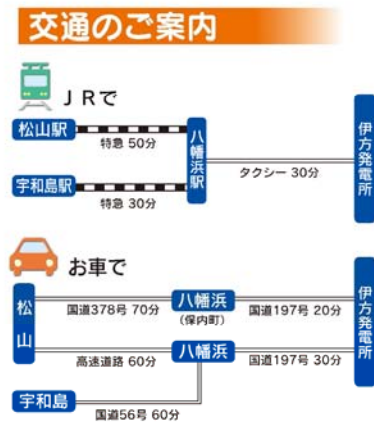 交通のご案内
JRで
松山駅
特急 50分
八幡浜駅
宇和島駅
特急 30分
タクシー 30分
伊方発電所
お車で
松山
国道378号 70分
八幡浜
(保内町)
国道197号 20分
伊方発電所
高速道路 60分
八幡浜
国道197号 30分
宇和島
国道56号 60分